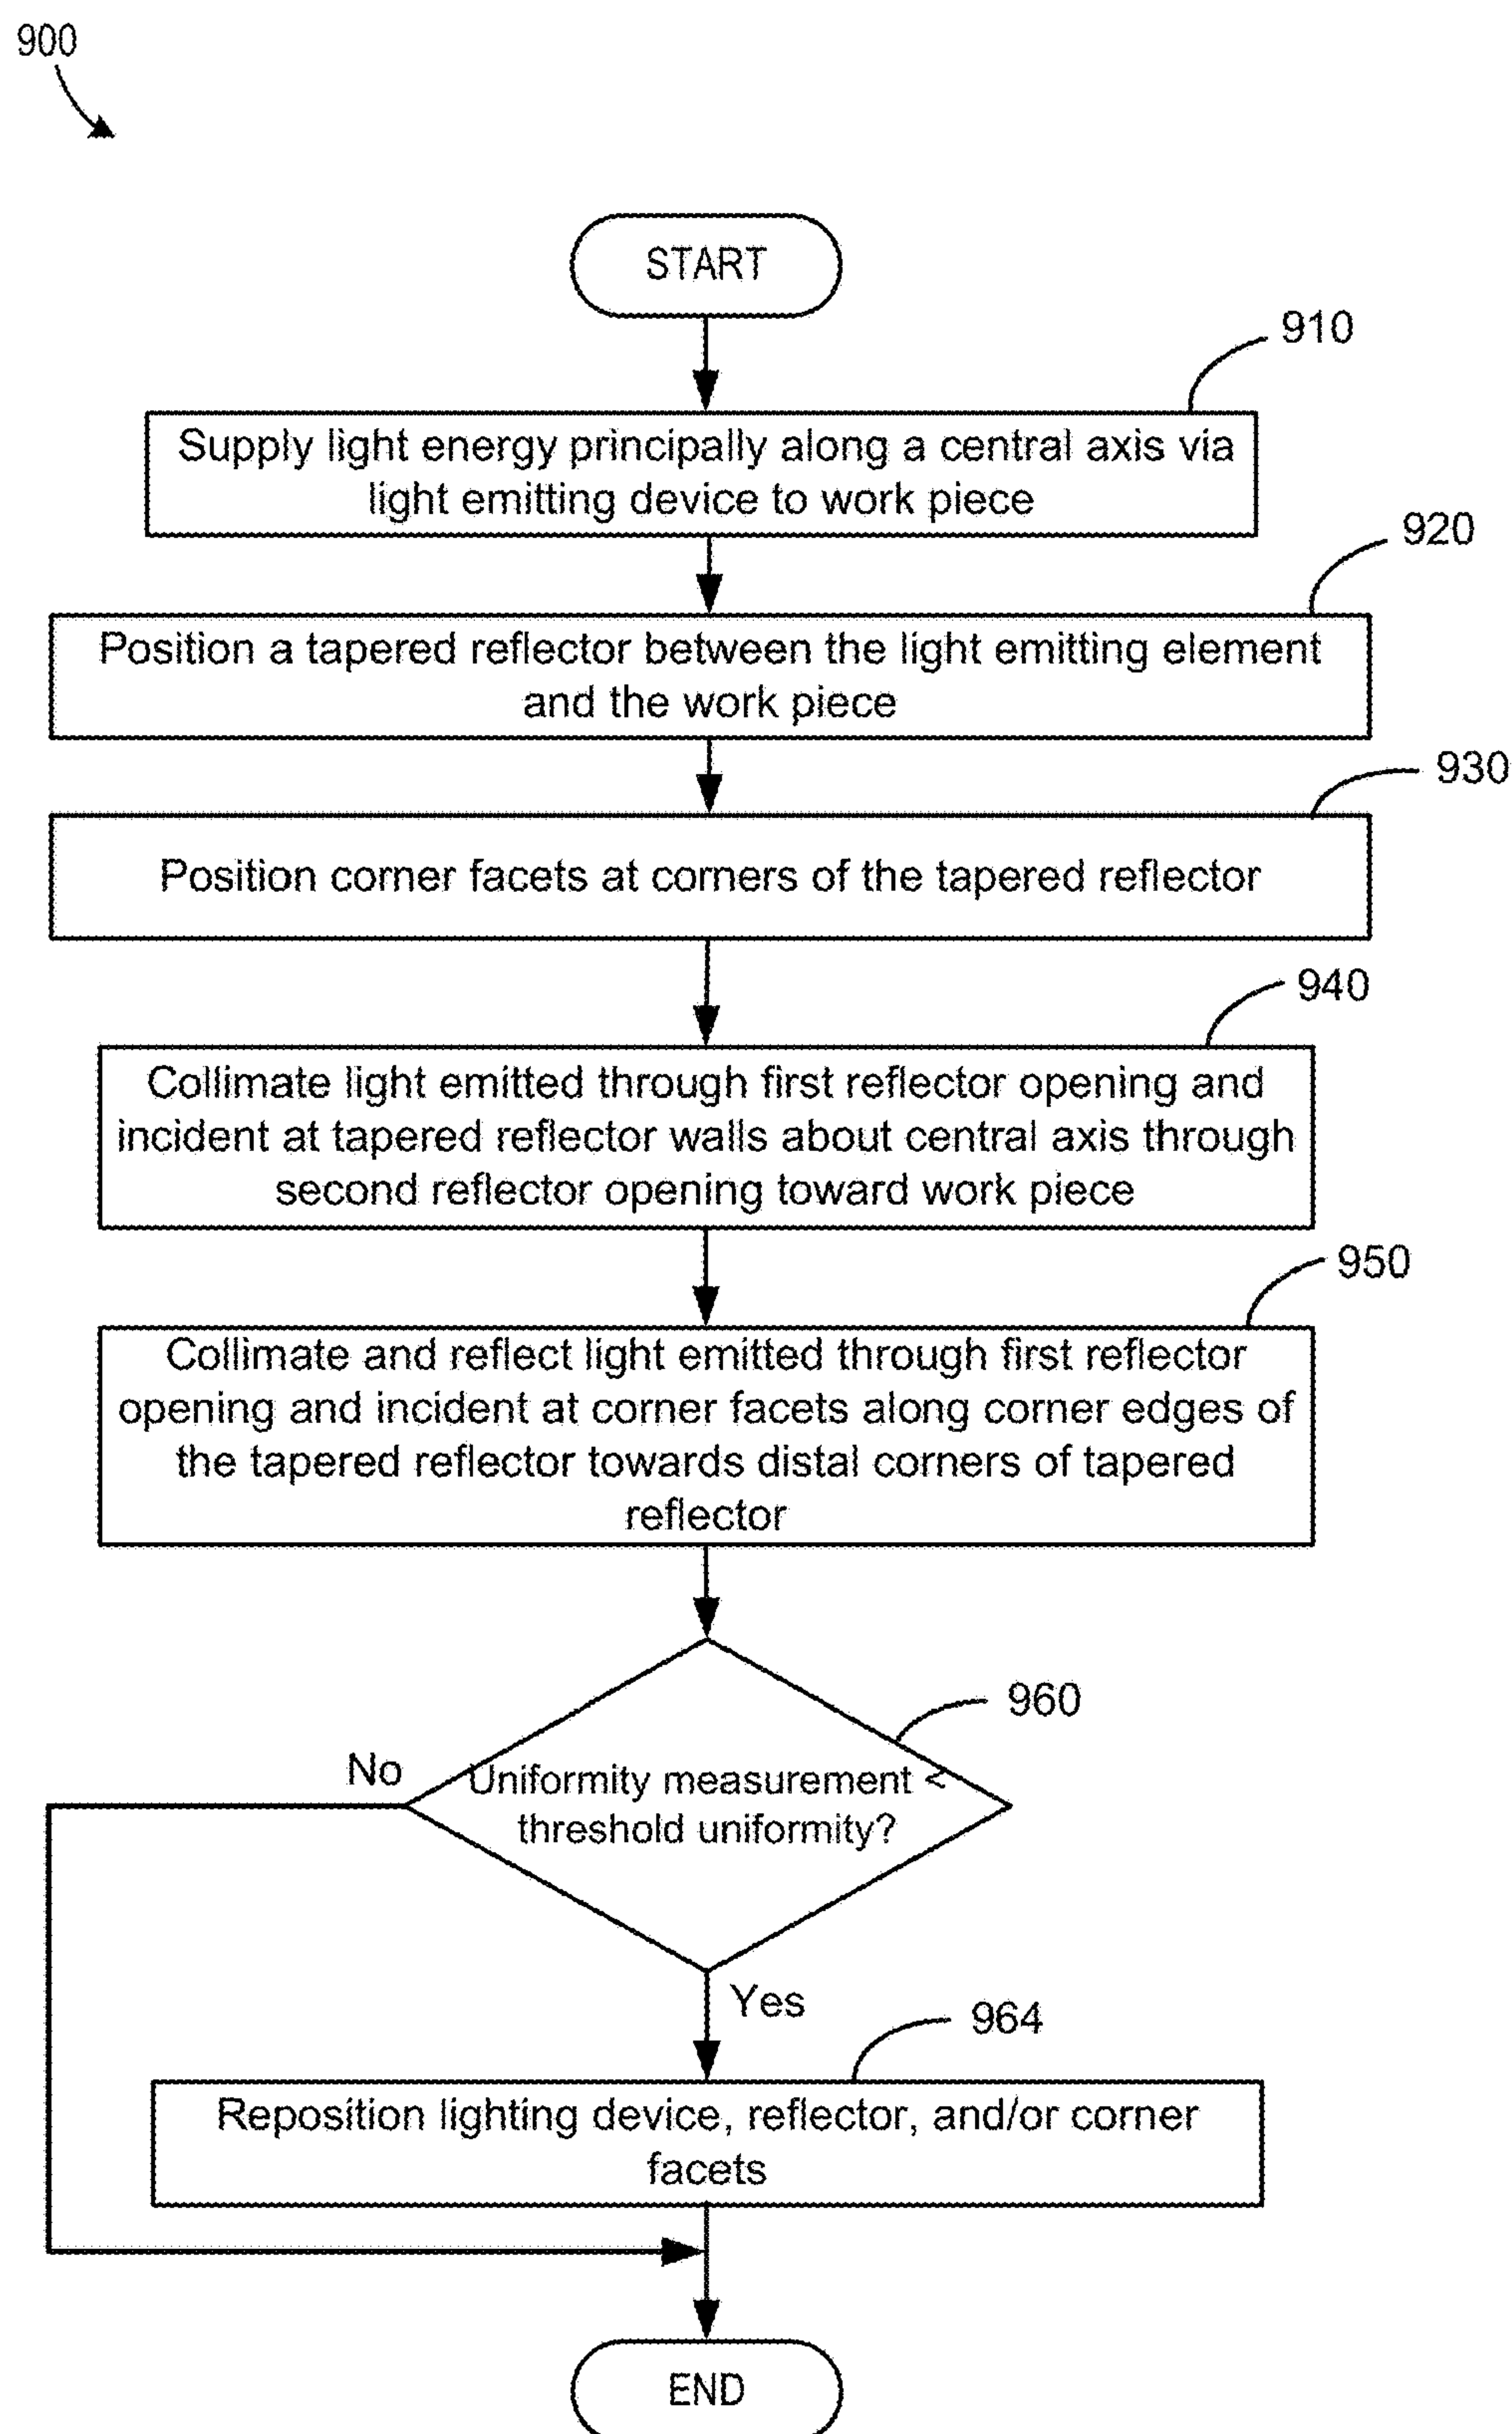 900
START
910
Supply light energy principally along a central axis via
light emitting device to work piece
920
Position a tapered reflector between the light emitting element
and the work piece
930
Position corner facets at corners of the tapered reflector
940
Collimate light emitted through first reflector opening and
incident at tapered reflector walls about central axis through
second reflector opening toward work piece
950
Collimate and reflect light emitted through first reflector
opening and incident at corner facets along corner edges of
the tapered reflector towards distal corners of tapered
reflector
960
No
Uniformity measurement <
threshold uniformity?
Yes
964
Reposition lighting device, reflector, and/or corner
facets
END